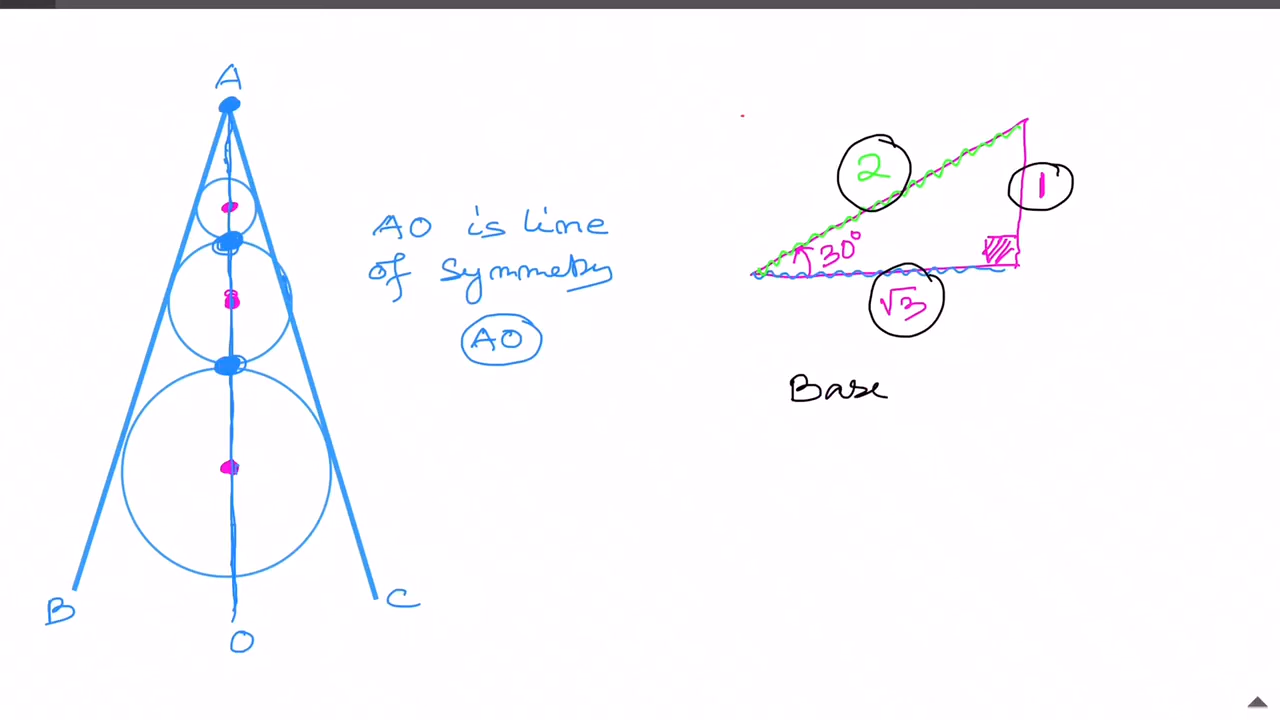 A
AO is line
of symmetry
AO
B
C
O
2
1
30°
√3
Base